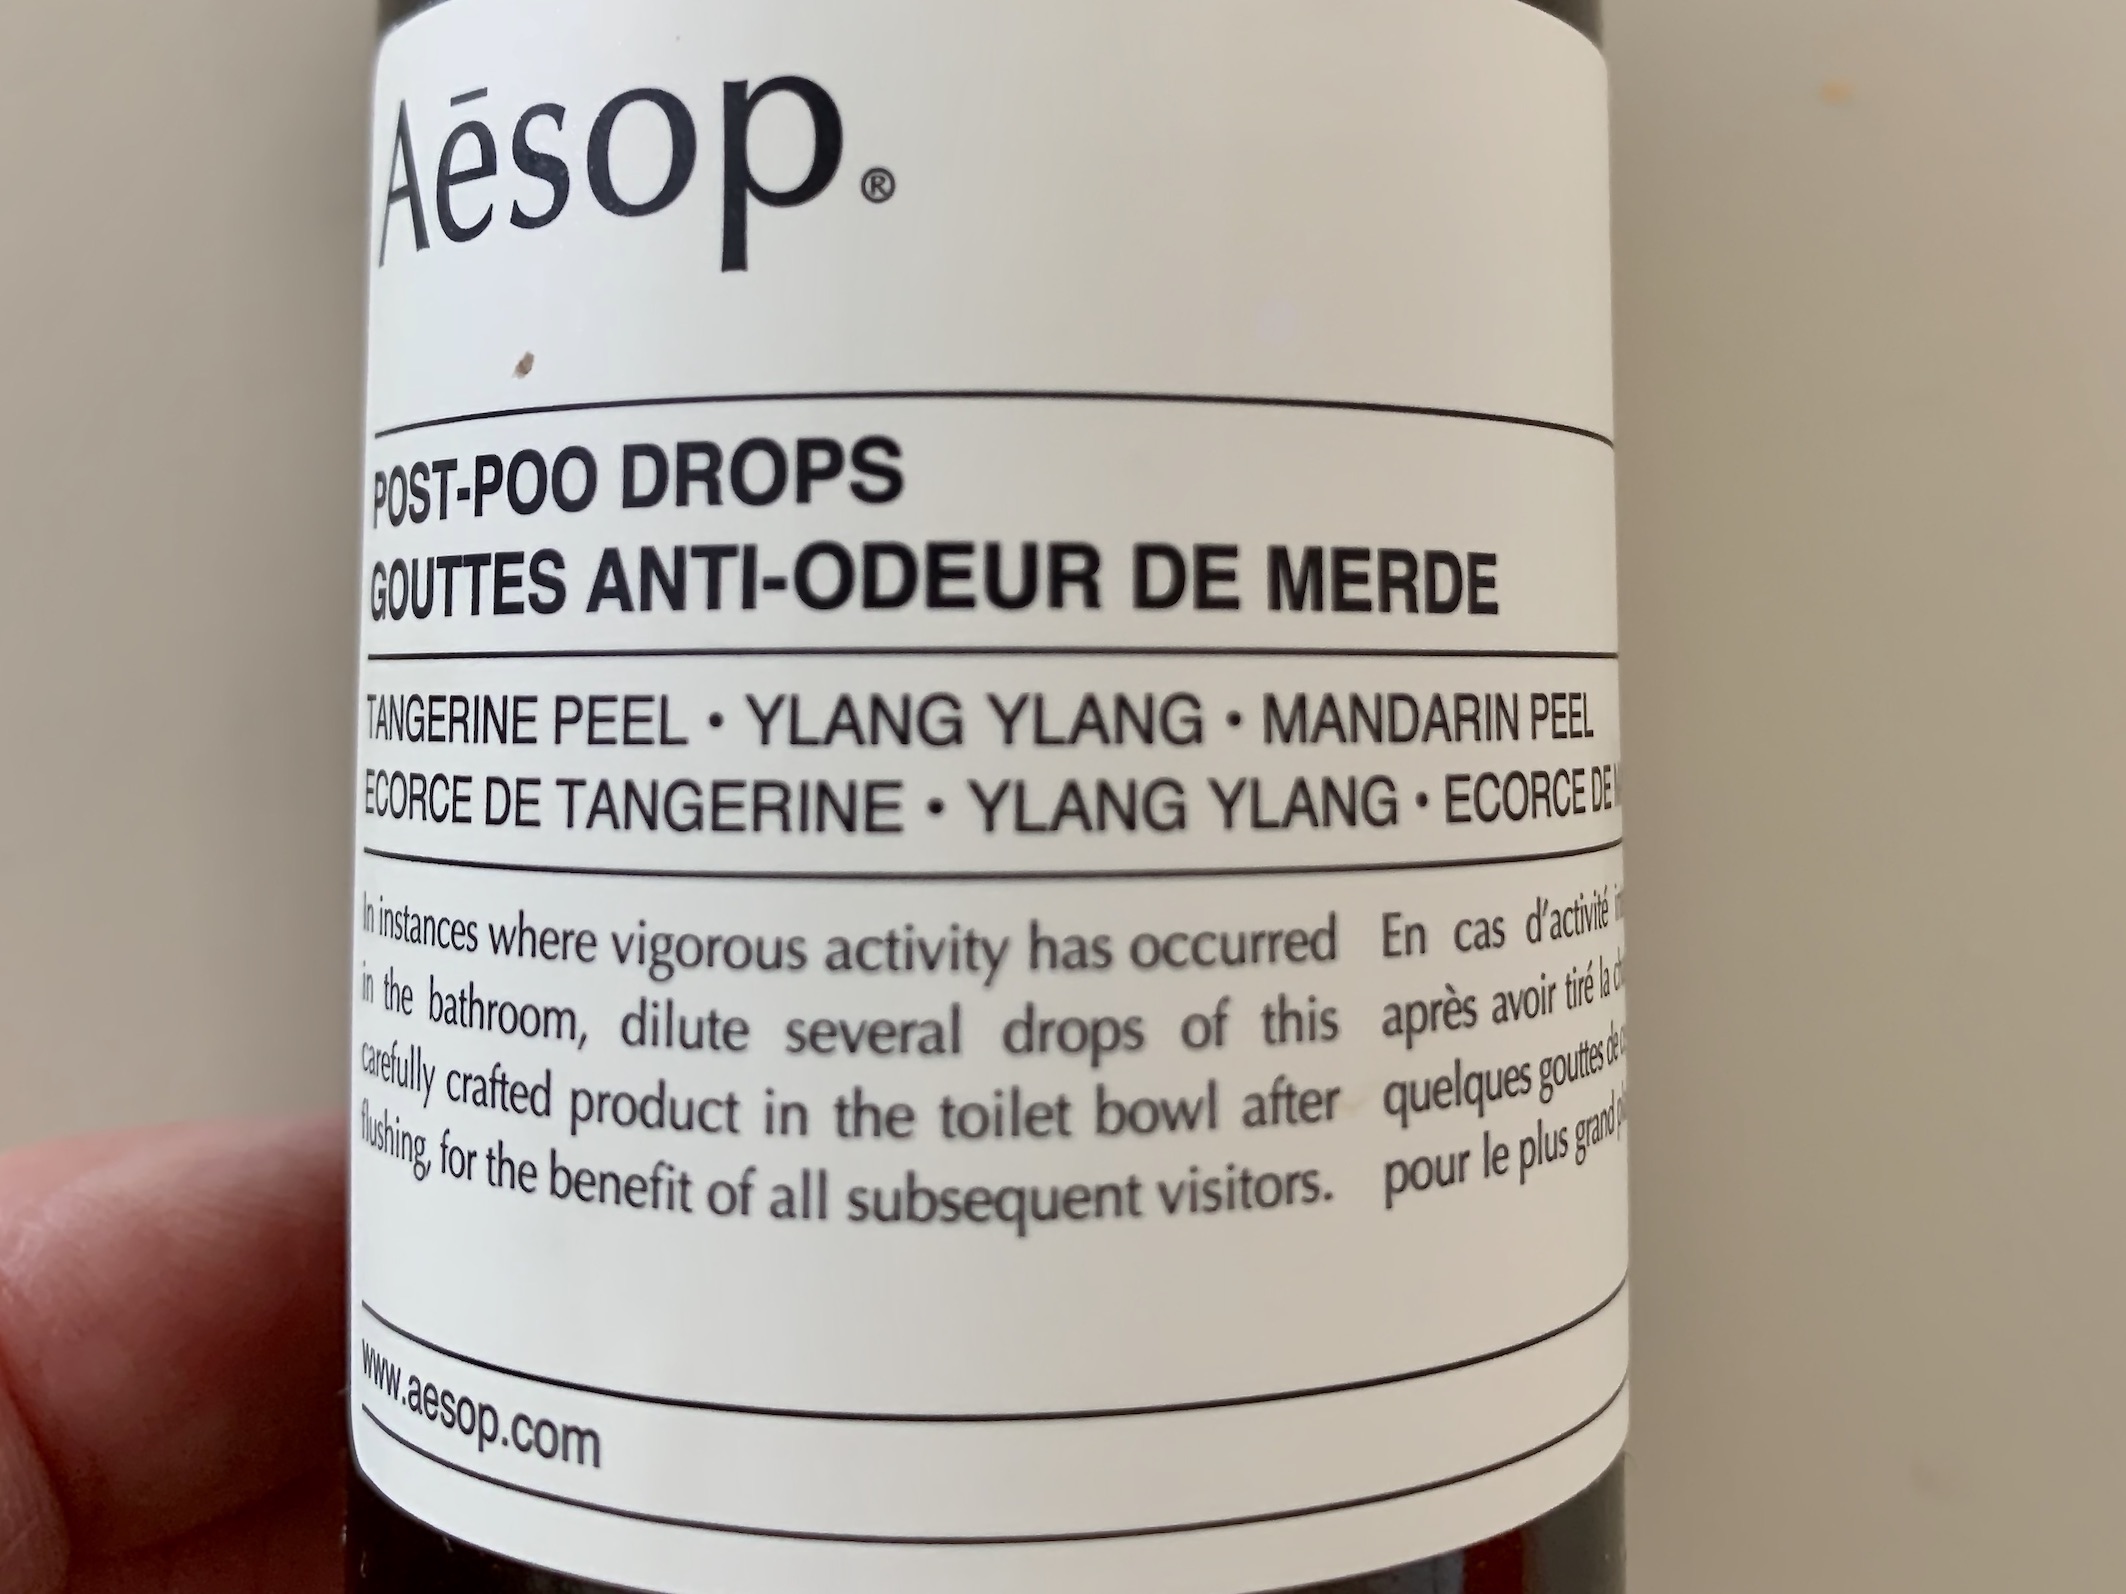 Aēsop.®
POST-POO DROPS
GOUTTES ANTI-ODEUR DE MERDE
TANGERINE PEEL • YLANG YLANG • MANDARIN PEEL
ECORCE DE TANGERINE • YLANG YLANG • ECORCE DE
In instances where vigorous activity has occurred
in the bathroom, dilute several drops of this
carefully crafted product in the toilet bowl after
flushing, for the benefit of all subsequent visitors.
En cas d'activité
après avoir tiré la
quelques gouttes de
pour le plus grand
www.aesop.com